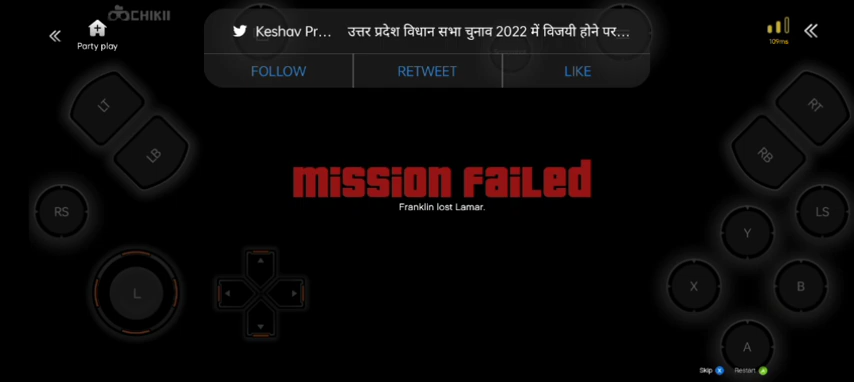 CHIKII
Party play
Keshav Pr... उत्तर प्रदेश विधान सभा चुनाव 2022 में विजयी होने पर...
FOLLOW RETWEET LIKE
109ms
LT
LB
RT
RB
mission failed
Franklin lost Lamar.
RS
LS
Y
L
X
B
A
Skip X Restart A